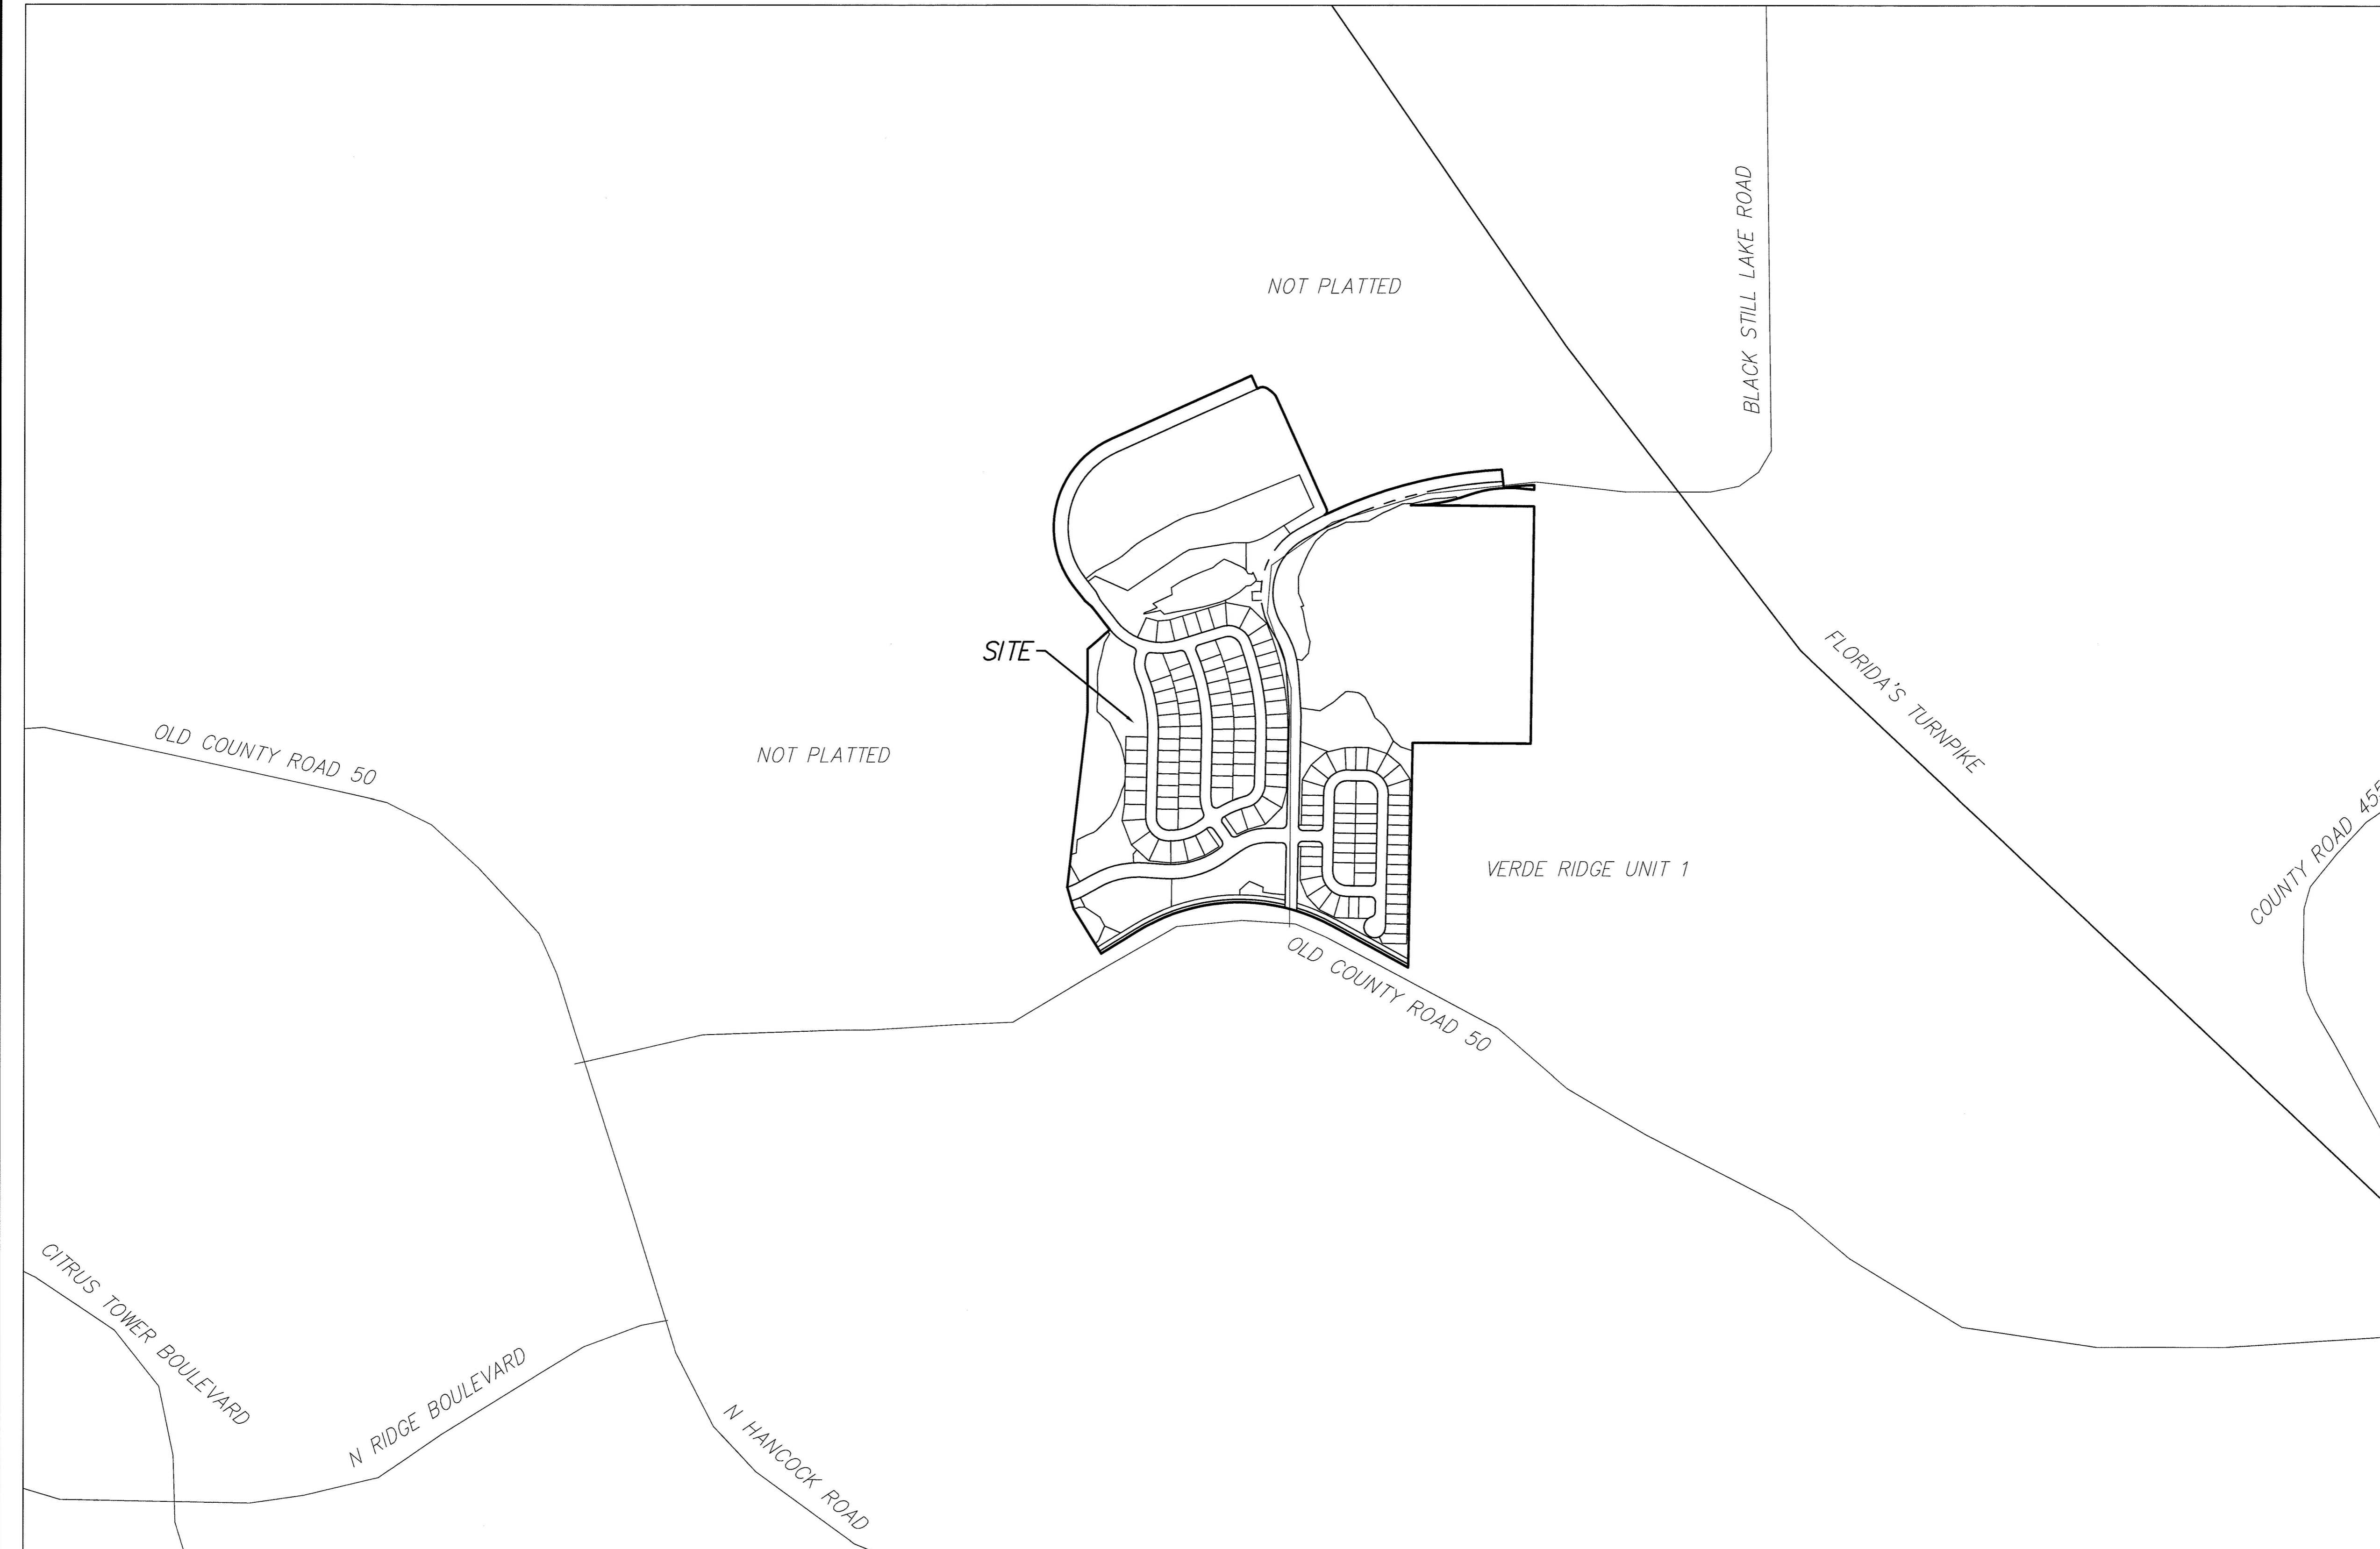 BLACK STILL LAKE ROAD
NOT PLATTED
SITE
FLORIDA'S TURNPIKE
OLD COUNTY ROAD 50
NOT PLATTED
COUNTY ROAD 455
VERDE RIDGE UNIT 1
OLD COUNTY ROAD 50
CITRUS TOWER BOULEVARD
N RIDGE BOULEVARD
N HANCOCK ROAD